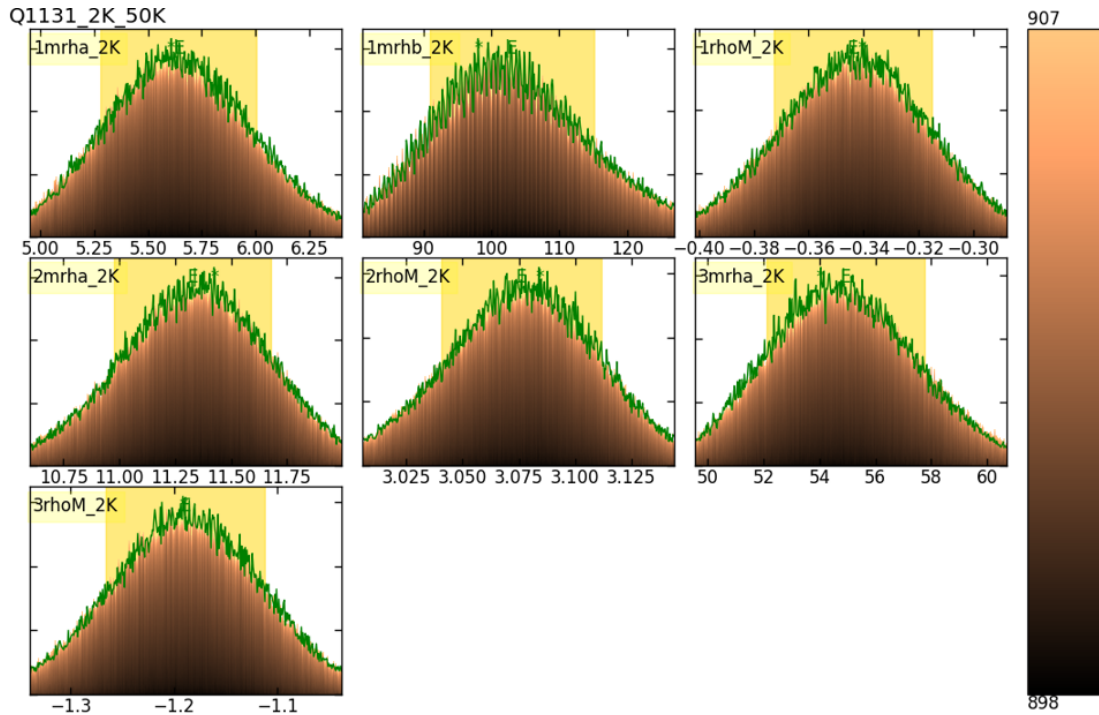 Q1131_2K_50K
907
1mrha_2K
* E
5.00 5.25 5.50 5.75 6.00 6.25
1mrhb_2K
* E
90 100 110 120
1rhoM_2K
E *
−0.40 −0.38 −0.36 −0.34 −0.32 −0.30
2mrha_2K
E *
10.75 11.00 11.25 11.50 11.75
2rhoM_2K
E *
3.025 3.050 3.075 3.100 3.125
3mrha_2K
* E
50 52 54 56 58 60
3rhoM_2K
* E
−1.3 −1.2 −1.1
898